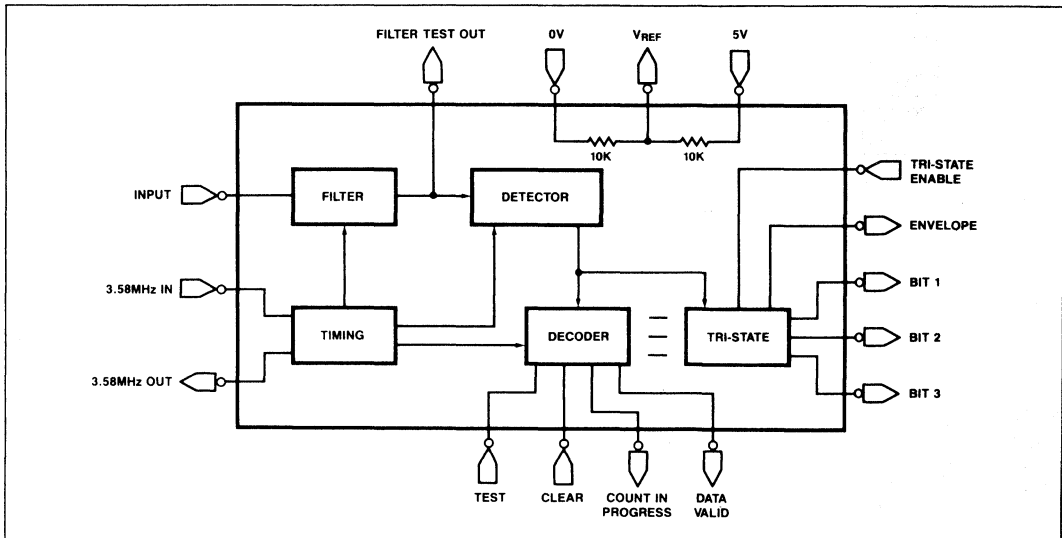 FILTER TEST OUT
0V
VREF
5V
10K
10K
TRI-STATE
ENABLE
INPUT
FILTER
DETECTOR
ENVELOPE
3.58MHz IN
BIT 1
TIMING
DECODER
TRI-STATE
BIT 2
3.58MHz OUT
BIT 3
TEST
CLEAR
COUNT IN
PROGRESS
DATA
VALID